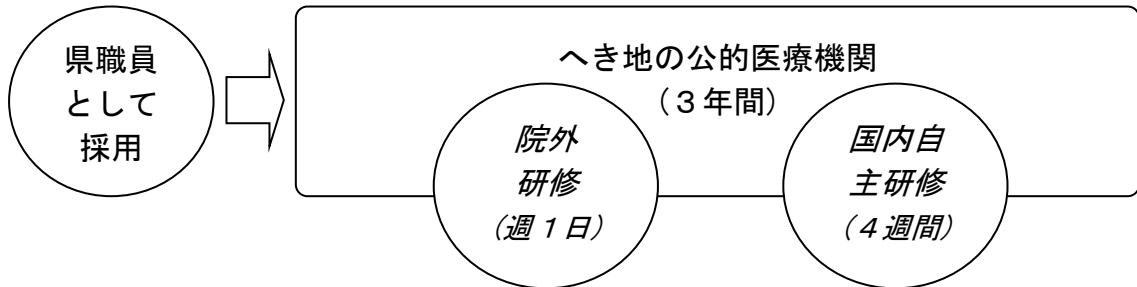 県職員
として
採用
へき地の公的医療機関
（３年間）
院外
研修
（週１日）
国内自
主研修
（４週間）